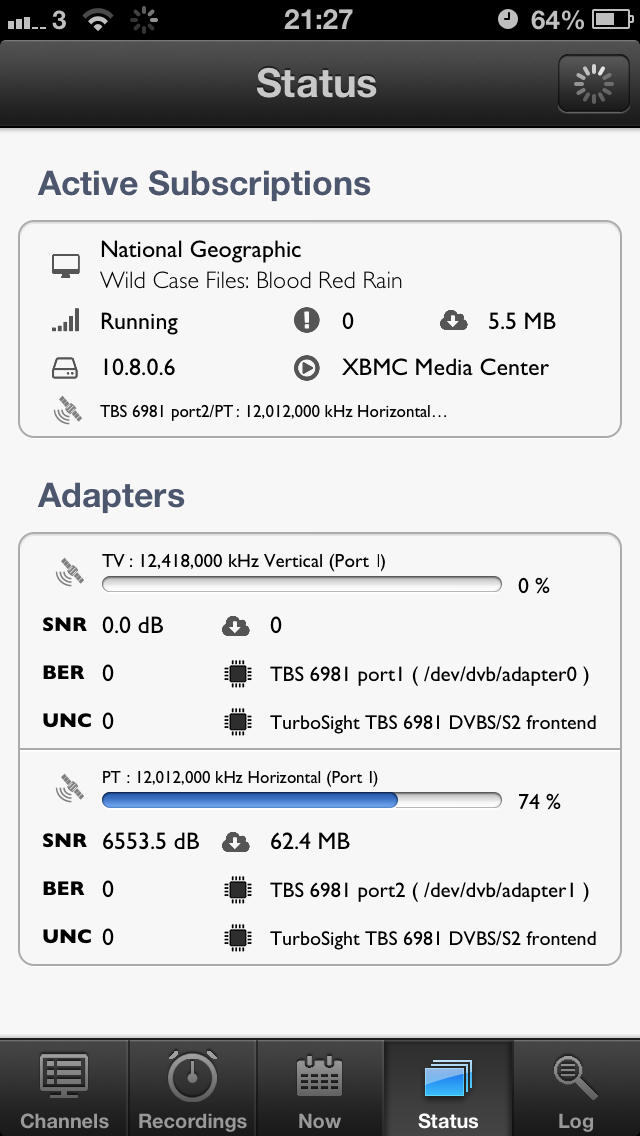 3 21:27 64%
Status
Active Subscriptions
National Geographic
Wild Case Files: Blood Red Rain
Running 0 5.5 MB
10.8.0.6 XBMC Media Center
TBS 6981 port2/PT : 12,012,000 kHz Horizontal...
Adapters
TV : 12,418,000 kHz Vertical (Port 1)
0 %
SNR 0.0 dB 0
BER 0 TBS 6981 port1 ( /dev/dvb/adapter0 )
UNC 0 TurboSight TBS 6981 DVBS/S2 frontend
PT : 12,012,000 kHz Horizontal (Port 1)
74 %
SNR 6553.5 dB 62.4 MB
BER 0 TBS 6981 port2 ( /dev/dvb/adapter1 )
UNC 0 TurboSight TBS 6981 DVBS/S2 frontend
Channels Recordings Now Status Log